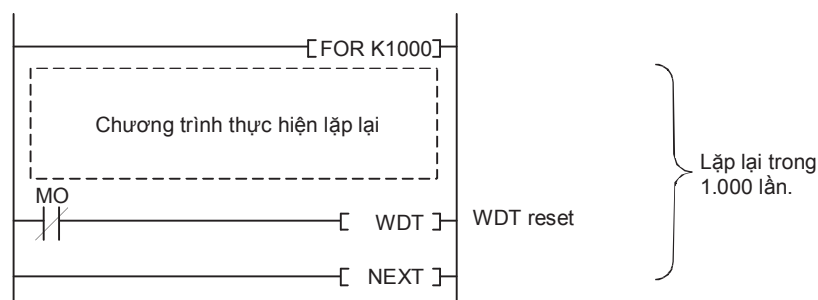 [FOR K1000]
Chương trình thực hiện lặp lại
Lặp lại trong
1.000 lần.
MO
[ WDT ]
WDT reset
[ NEXT ]